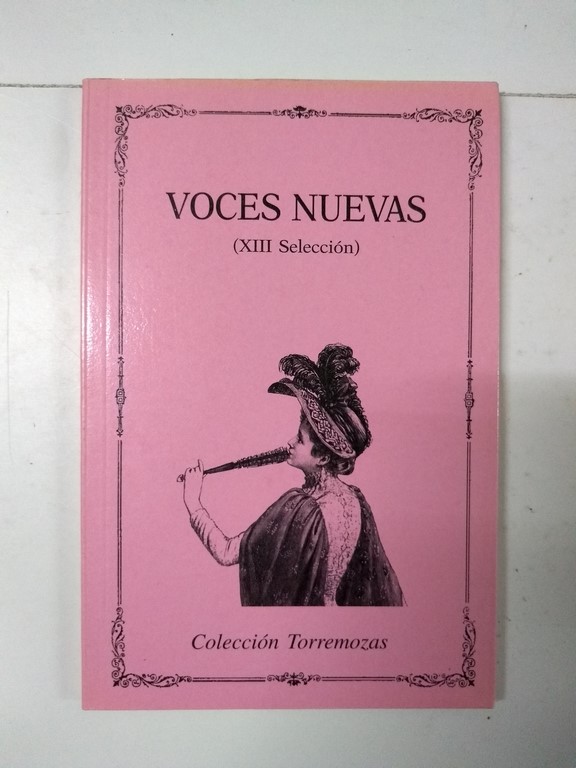 VOCES NUEVAS
(XIII Selección)
Colección Torremozas